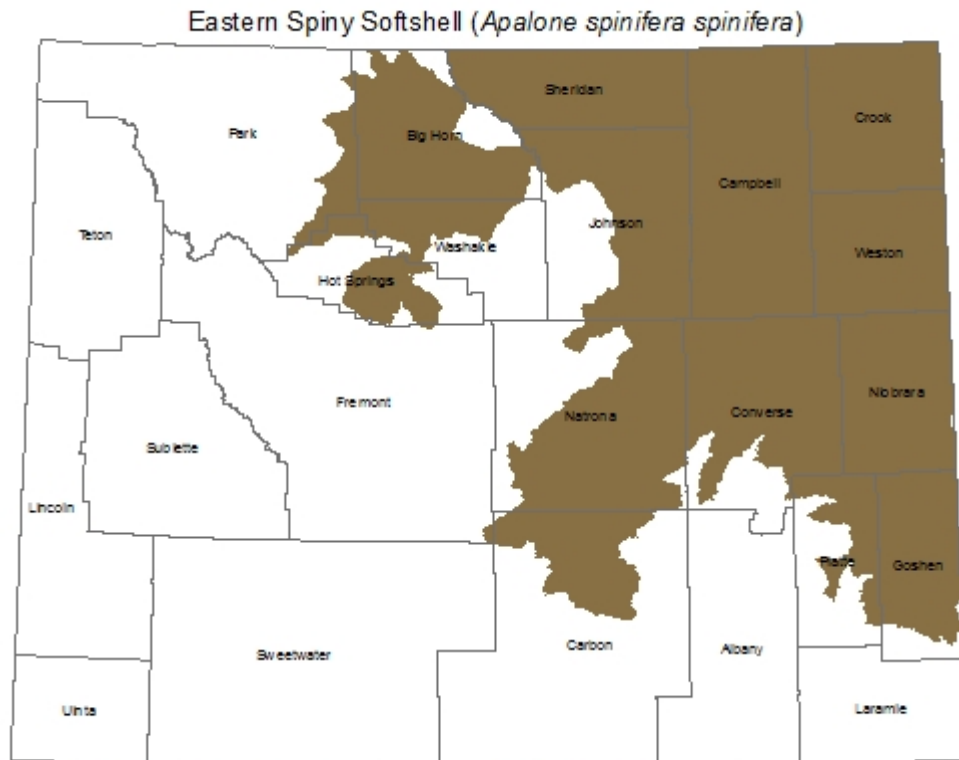 Eastern Spiny Softshell (Apalone spinifera spinifera)
Sheridan
Crook
Park
Big Horn
Campbell
Teton
Johnson
Washakie
Weston
Hot Springs
Fremont
Natrona
Converse
Niobrara
Sublette
Lincoln
Platte
Goshen
Sweetwater
Carbon
Albany
Uinta
Laramie